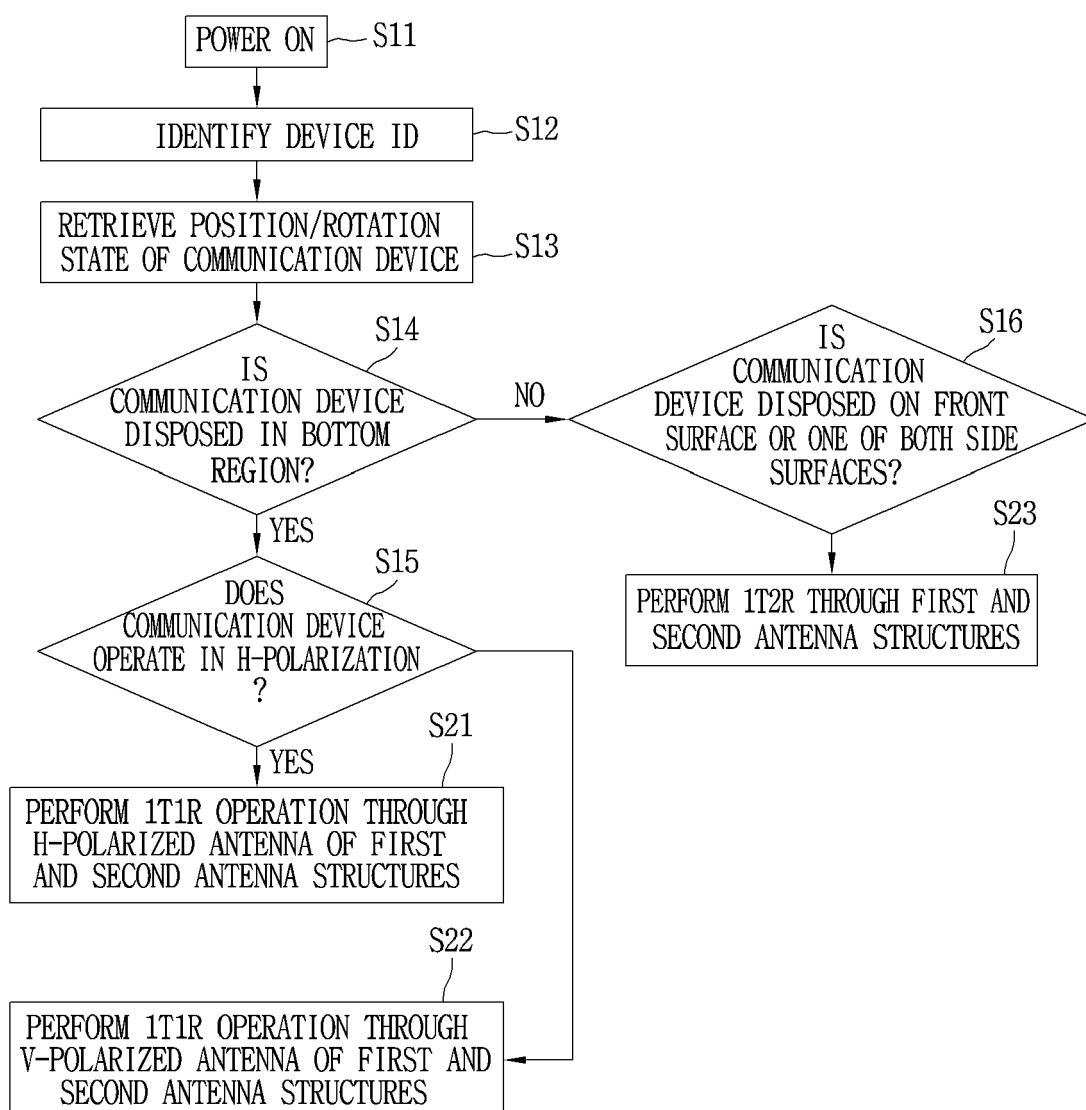 POWER ON
S11
IDENTIFY DEVICE ID
S12
RETRIEVE POSITION/ROTATION
STATE OF COMMUNICATION DEVICE
S13
S14
IS
COMMUNICATION DEVICE
DISPOSED IN BOTTOM
REGION?
NO
YES
S16
IS
COMMUNICATION
DEVICE DISPOSED ON FRONT
SURFACE OR ONE OF BOTH SIDE
SURFACES?
S23
PERFORM 1T2R THROUGH FIRST AND
SECOND ANTENNA STRUCTURES
S15
DOES
COMMUNICATION DEVICE
OPERATE IN H-POLARIZATION
?
YES
S21
PERFORM 1T1R OPERATION THROUGH
H-POLARIZED ANTENNA OF FIRST
AND SECOND ANTENNA STRUCTURES
S22
PERFORM 1T1R OPERATION THROUGH
V-POLARIZED ANTENNA OF FIRST AND
SECOND ANTENNA STRUCTURES